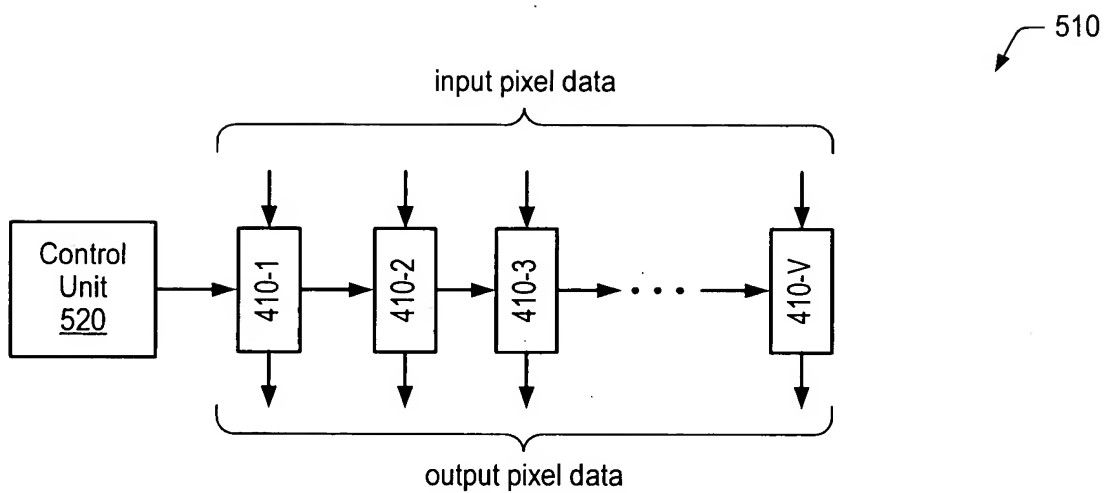 510
input pixel data
Control
Unit
520
410-1
410-2
410-3
410-V
output pixel data